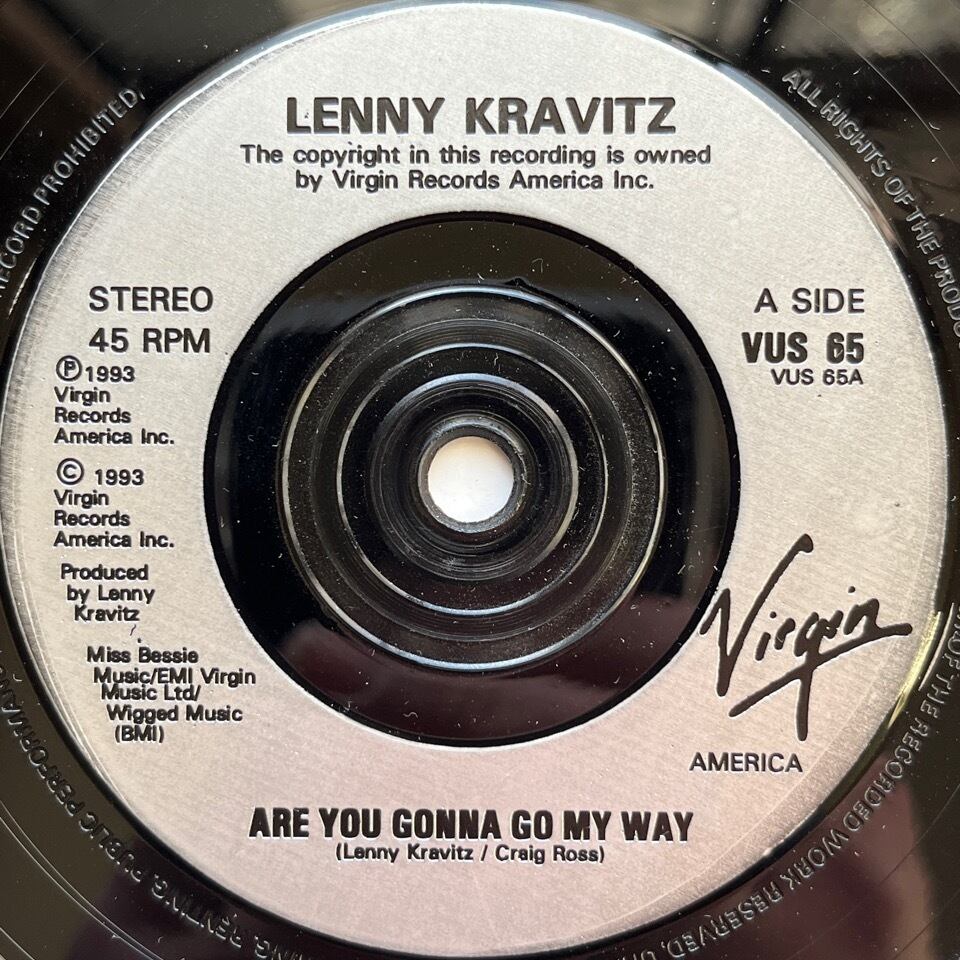 LENNY KRAVITZ
The copyright in this recording is owned
by Virgin Records America Inc.
STEREO
45 RPM
Ⓟ1993
Virgin
Records
America Inc.
© 1993
Virgin
Records
America Inc.
Produced
by Lenny
Kravitz
Miss Bessie
Music/EMI Virgin
Music Ltd/
Wigged Music
(BMI)
A SIDE
VUS 65
VUS 65A
Virgin
AMERICA
ARE YOU GONNA GO MY WAY
(Lenny Kravitz / Craig Ross)
ALL RIGHTS OF THE
OF THE RECORDED WORK RESERVED,
RENTING, PUBLIC
RECORD PROHIBITED.